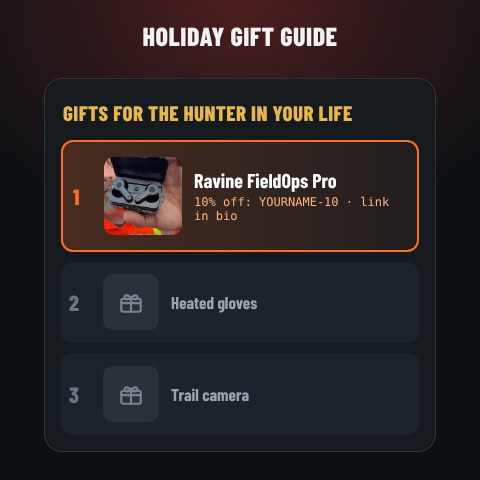 HOLIDAY GIFT GUIDE
GIFTS FOR THE HUNTER IN YOUR LIFE
1
Ravine FieldOps Pro
10% off: YOURNAME-10 · link
in bio
2
Heated gloves
3
Trail camera